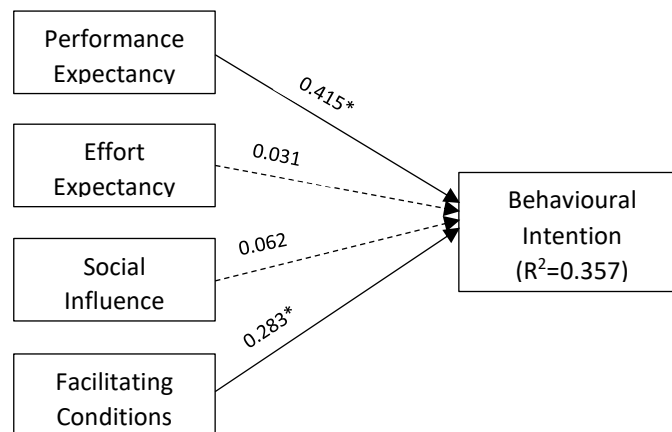 Performance
Expectancy
0.415*
Effort
Expectancy
0.031
Behavioural
Intention
(R²=0.357)
Social
Influence
0.062
0.283*
Facilitating
Conditions